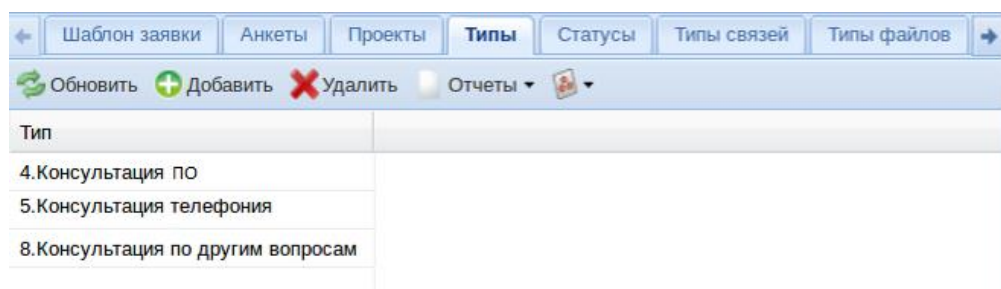 Шаблон заявки Анкеты Проекты Типы Статусы Типы связей Типы файлов
Обновить Добавить Удалить Отчеты
Тип
4.Консультация ПО
5.Консультация телефония
8.Консультация по другим вопросам